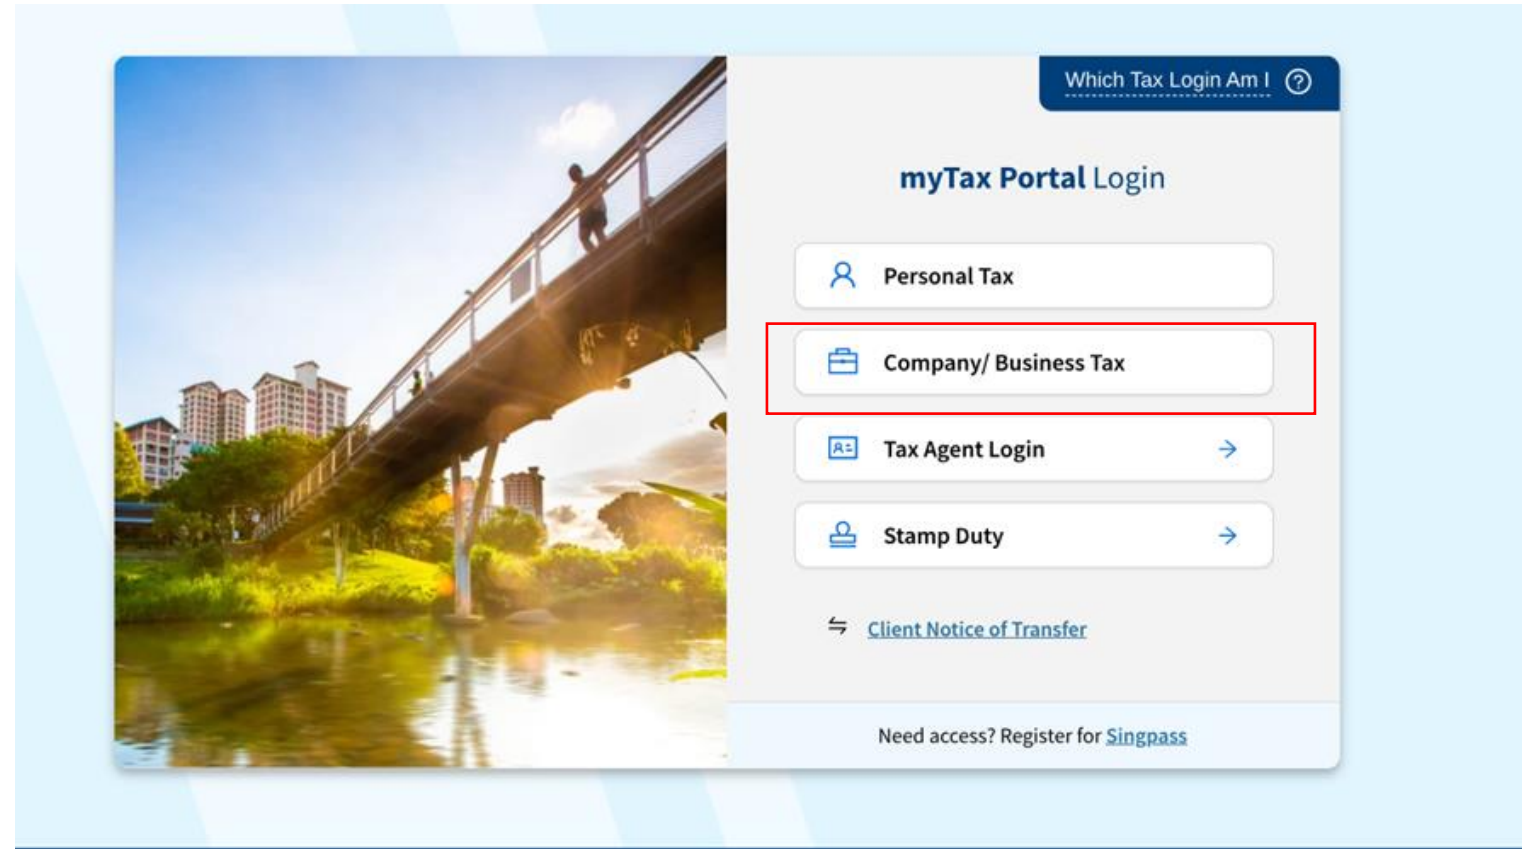 Which Tax Login Am I
myTax Portal Login
Personal Tax
Company/ Business Tax
Tax Agent Login
Stamp Duty
Client Notice of Transfer
Need access? Register for Singpass